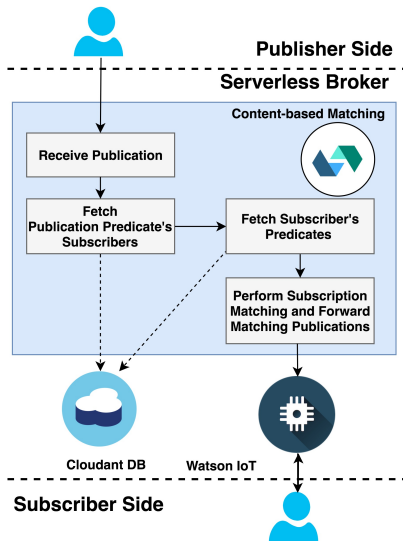 Publisher Side
Serverless Broker
Content-based Matching
Receive Publication
Fetch
Publication Predicate's
Subscribers
Fetch Subscriber's
Predicates
Perform Subscription
Matching and Forward
Matching Publications
Cloudant DB
Watson IoT
Subscriber Side